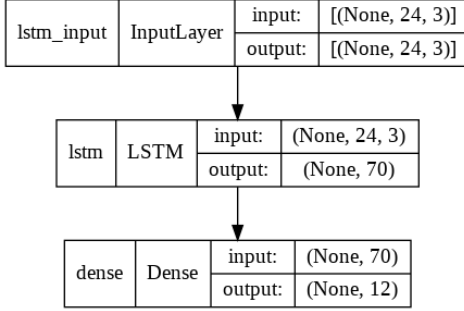 lstm_input InputLayer input: [(None, 24, 3)]
output: [(None, 24, 3)]
lstm LSTM input: (None, 24, 3)
output: (None, 70)
dense Dense input: (None, 70)
output: (None, 12)